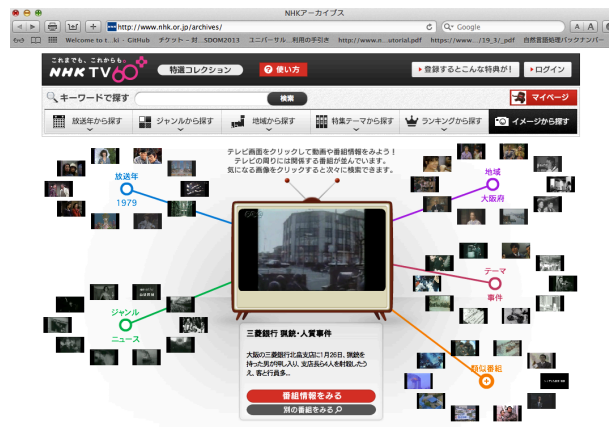 NHKアーカイブス
http://www.nhk.or.jp/archives/
Google
A A
Welcome to t...ki - GitHub チケット – 対...SDOM2013 ユニバーサル...利用の手引き http://www.n...utorial.pdf https://www.../19_3/_pdf 自然言語処理バックナンバー
これまでも、これからも。
NHK TV 60
特選コレクション
? 使い方
登録するとこんな特典が!
ログイン
キーワードで探す
検索
マイページ
放送年から探す
ジャンルから探す
地域から探す
特集テーマから探す
ランキングから探す
イメージから探す
テレビ画面をクリックして動画や番組情報をみよう!
テレビの周りには関係する番組が並んでいます。
気になる画像をクリックすると次々に検索できます。
放送年
1979
地域
大阪府
テーマ
事件
ジャンル
ニュース
類似番組
三菱銀行 猟銃・人質事件
大阪の三菱銀行北畠支店に1月26日、猟銃を
持った男が押し入り、支店長ら4人を射殺したう
え、客と行員多...
番組情報をみる
別の番組をみる